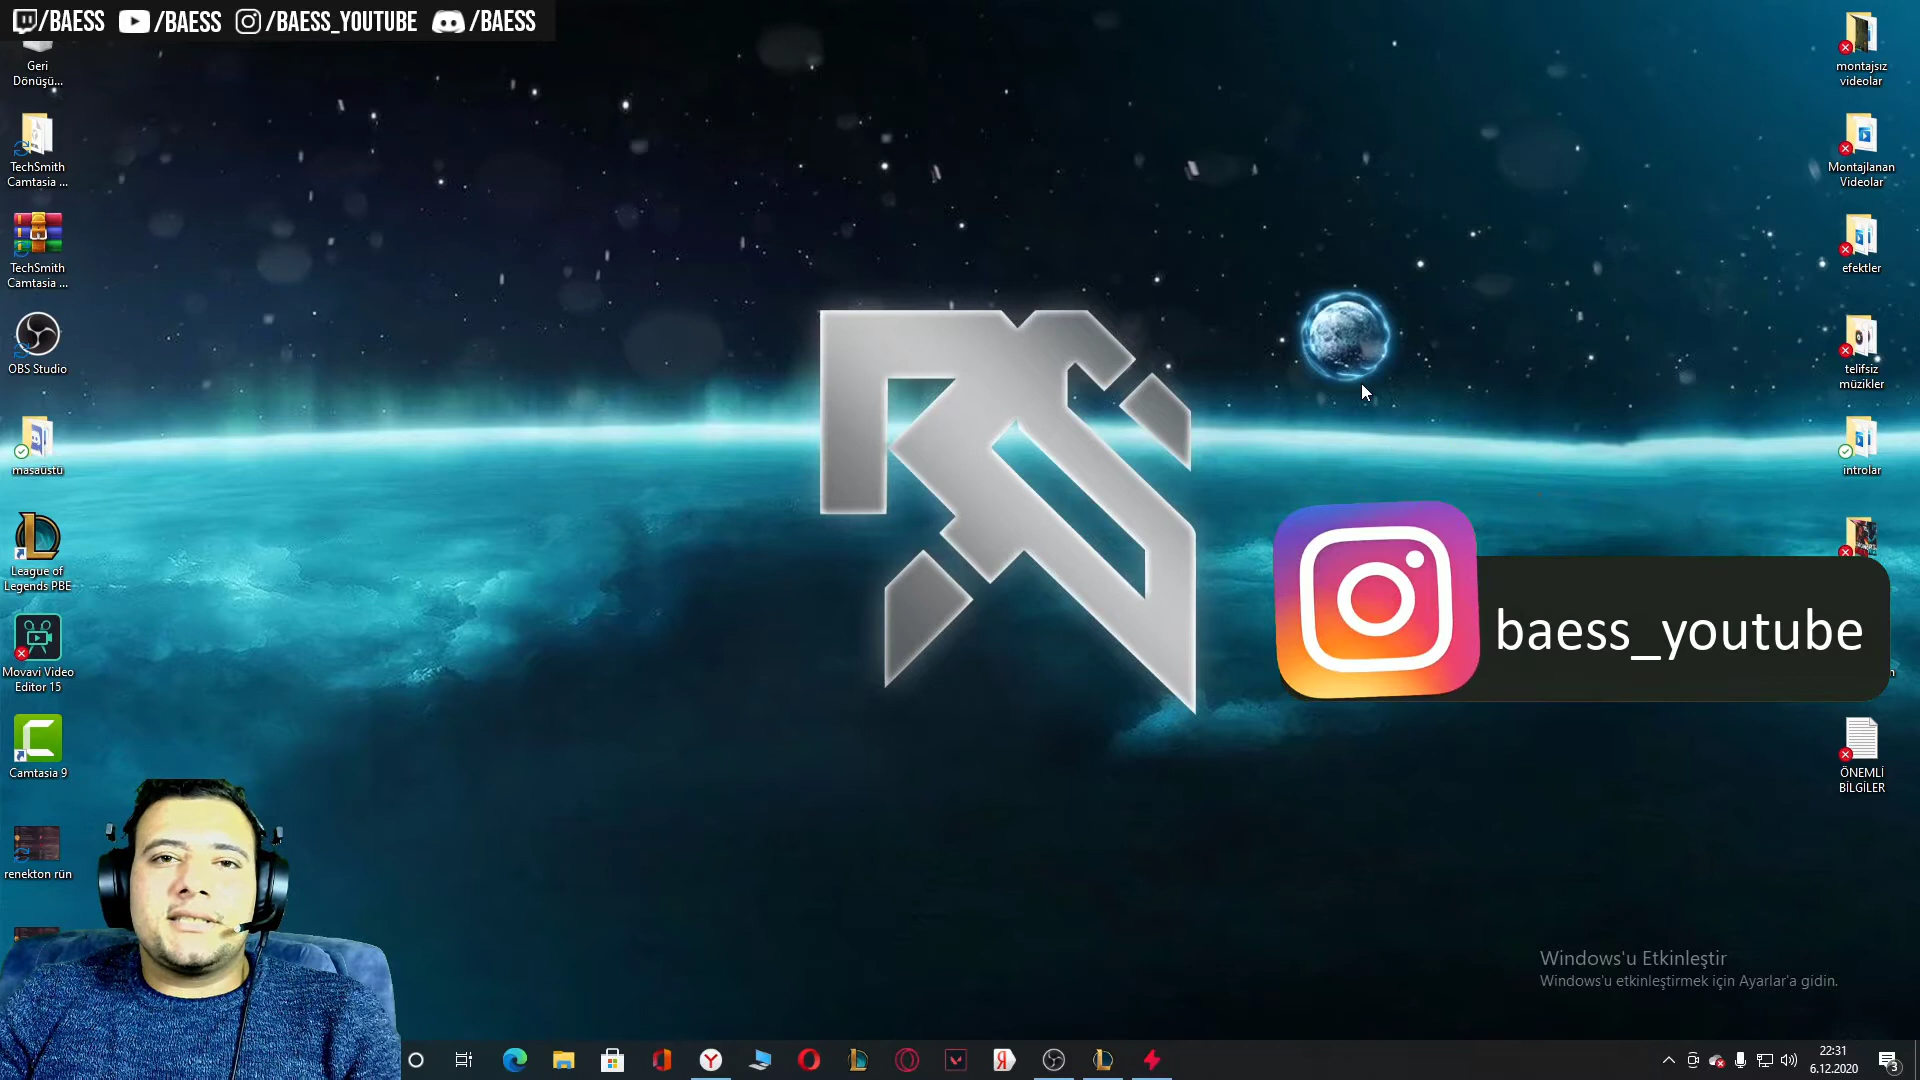 /BAESS /BAESS /BAESS_YOUTUBE /BAESS
Geri
Dönüşü...
TechSmith
Camtasia ...
TechSmith
Camtasia ...
OBS Studio
masaüstü
League of
Legends PBE
Movavi Video
Editor 15
Camtasia 9
renekton rün
montajsız
videolar
Montajlanan
Videolar
efektler
telifsiz
müzikler
introlar
baess_youtube
ÖNEMLİ
BİLGİLER
Windows'u Etkinleştir
Windows'u etkinleştirmek için Ayarlar'a gidin.
22:31
6.12.2020
3